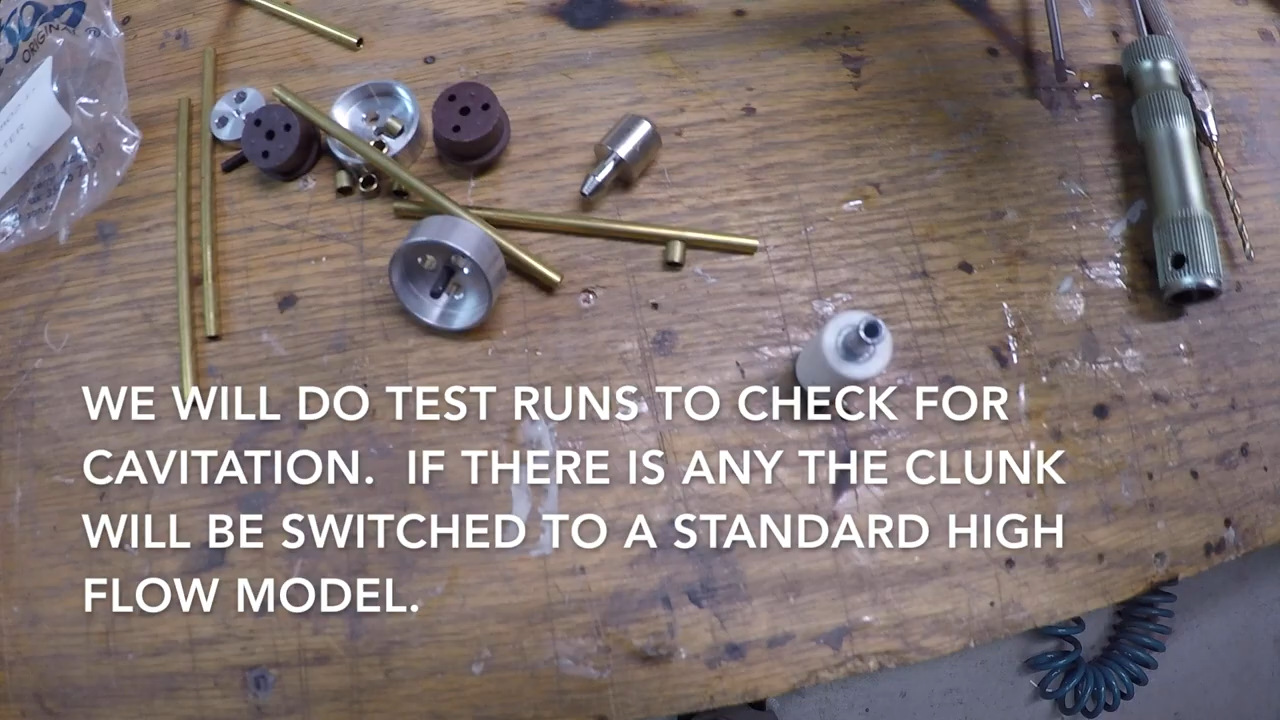 ORIGINAL
WE WILL DO TEST RUNS TO CHECK FOR
CAVITATION.  IF THERE IS ANY THE CLUNK
WILL BE SWITCHED TO A STANDARD HIGH
FLOW MODEL.